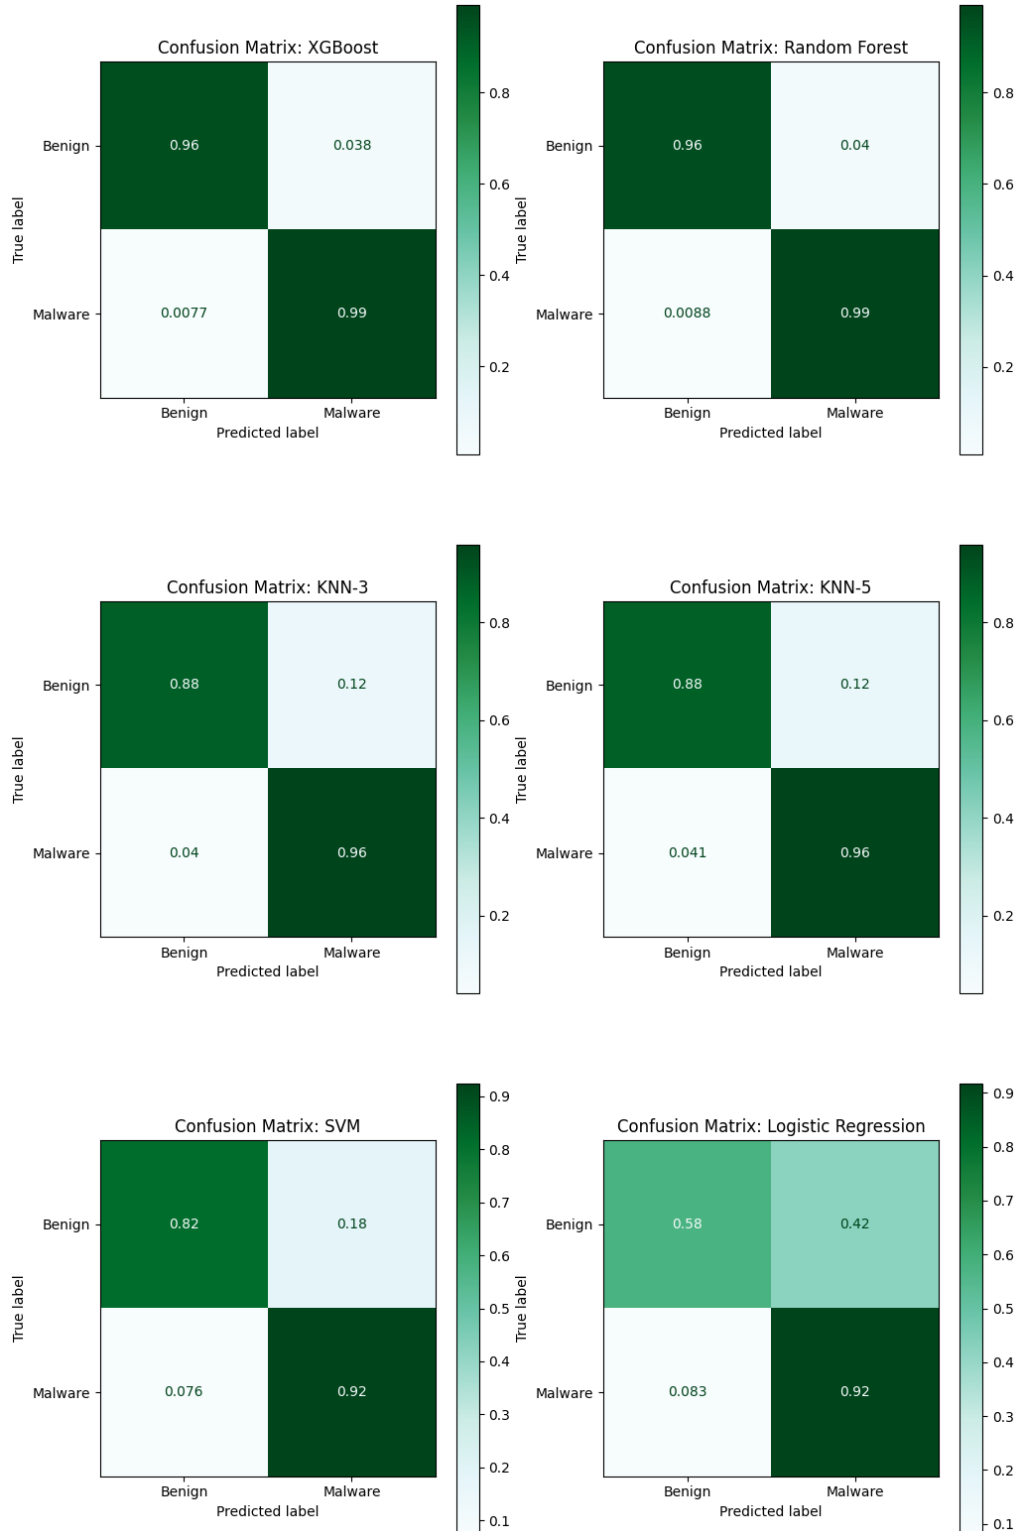 Confusion Matrix: XGBoost
True label
Benign
0.96
0.038
Malware
0.0077
0.99
Benign
Malware
Predicted label
0.8
0.6
0.4
0.2
Confusion Matrix: Random Forest
True label
Benign
0.96
0.04
Malware
0.0088
0.99
Benign
Malware
Predicted label
0.8
0.6
0.4
0.2
Confusion Matrix: KNN-3
True label
Benign
0.88
0.12
Malware
0.04
0.96
Benign
Malware
Predicted label
0.8
0.6
0.4
0.2
Confusion Matrix: KNN-5
True label
Benign
0.88
0.12
Malware
0.041
0.96
Benign
Malware
Predicted label
0.8
0.6
0.4
0.2
Confusion Matrix: SVM
True label
Benign
0.82
0.18
Malware
0.076
0.92
Benign
Malware
Predicted label
0.9
0.8
0.7
0.6
0.5
0.4
0.3
0.2
0.1
Confusion Matrix: Logistic Regression
True label
Benign
0.58
0.42
Malware
0.083
0.92
Benign
Malware
Predicted label
0.9
0.8
0.7
0.6
0.5
0.4
0.3
0.2
0.1